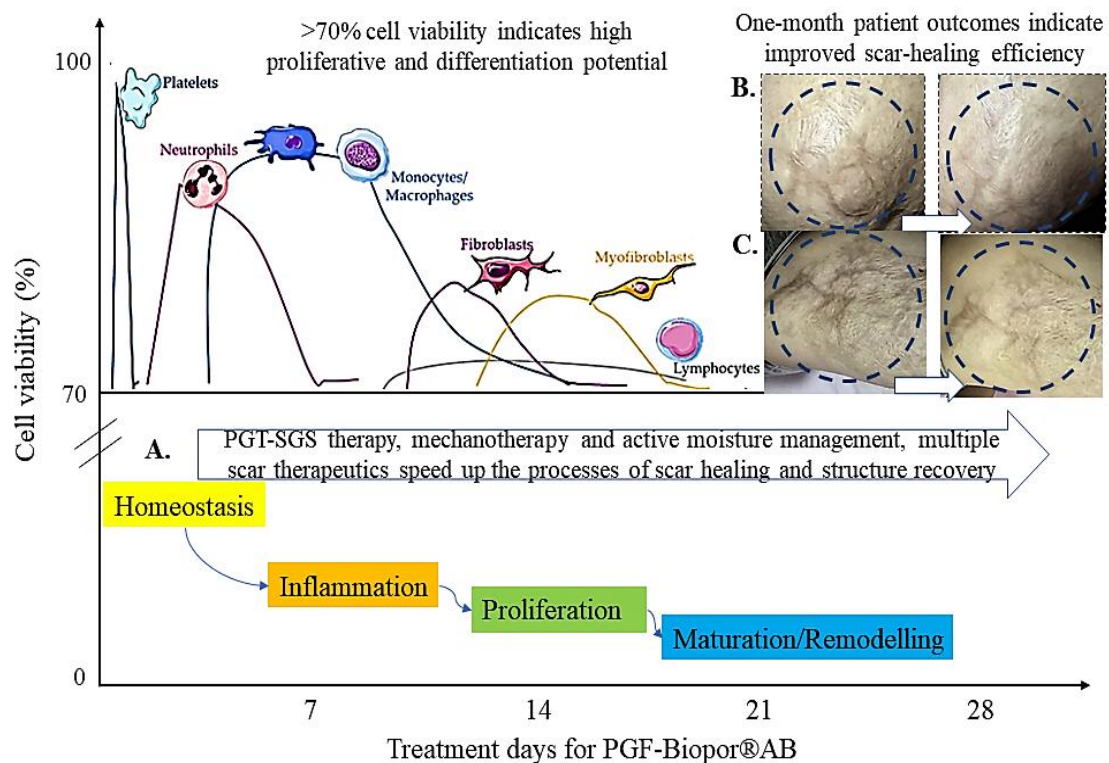 >70% cell viability indicates high
proliferative and differentiation potential
One-month patient outcomes indicate
improved scar-healing efficiency
100
Platelets
Neutrophils
Monocytes/
Macrophages
Fibroblasts
Myofibroblasts
Lymphocytes
B.
C.
Cell viability (%)
70
A.
PGT-SGS therapy, mechanotherapy and active moisture management, multiple
scar therapeutics speed up the processes of scar healing and structure recovery
Homeostasis
Inflammation
Proliferation
Maturation/Remodelling
0
7
14
21
28
Treatment days for PGF-Biopor®AB